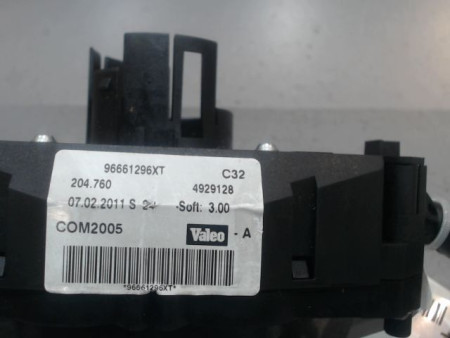 96661296XT C32
204.760 4929128
07.02.2011 S -Soft: 3.00
COM2005 Valeo - A
*96661296XT*